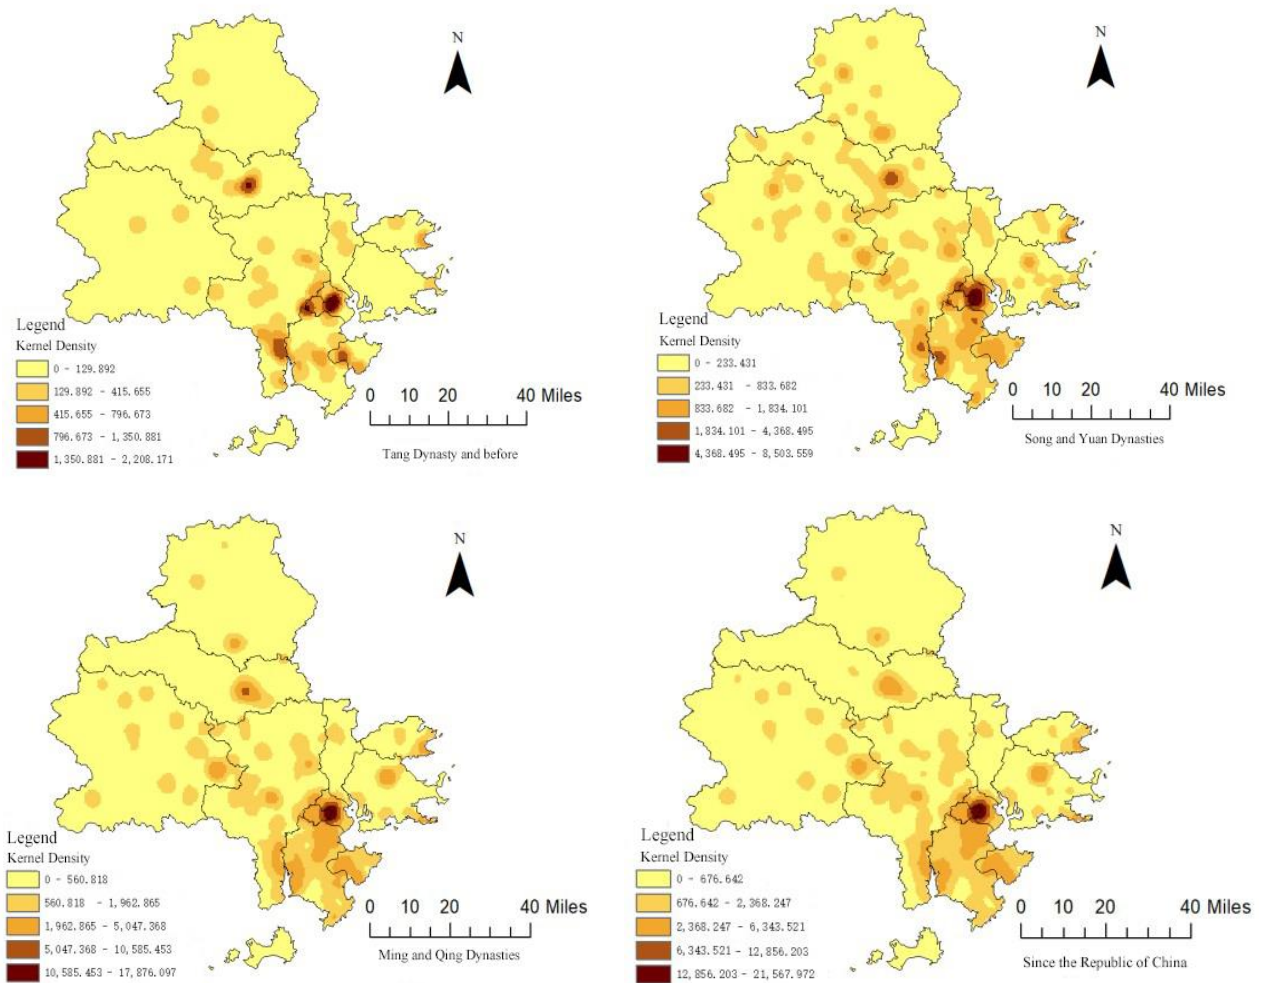 N
Legend
Kernel Density
0 - 129.892
129.892 - 415.655
415.655 - 796.673
796.673 - 1,350.881
1,350.881 - 2,208.171
0 10 20 40 Miles
Tang Dynasty and before
N
Legend
Kernel Density
0 - 233.431
233.431 - 833.682
833.682 - 1,834.101
1,834.101 - 4,368.495
4,368.495 - 8,503.559
0 10 20 40 Miles
Song and Yuan Dynasties
N
Legend
Kernel Density
0 - 560.818
560.818 - 1,962.865
1,962.865 - 5,047.368
5,047.368 - 10,585.453
10,585.453 - 17,876.097
0 10 20 40 Miles
Ming and Qing Dynasties
N
Legend
Kernel Density
0 - 676.642
676.642 - 2,368.247
2,368.247 - 6,343.521
6,343.521 - 12,856.203
12,856.203 - 21,567.972
0 10 20 40 Miles
Since the Republic of China